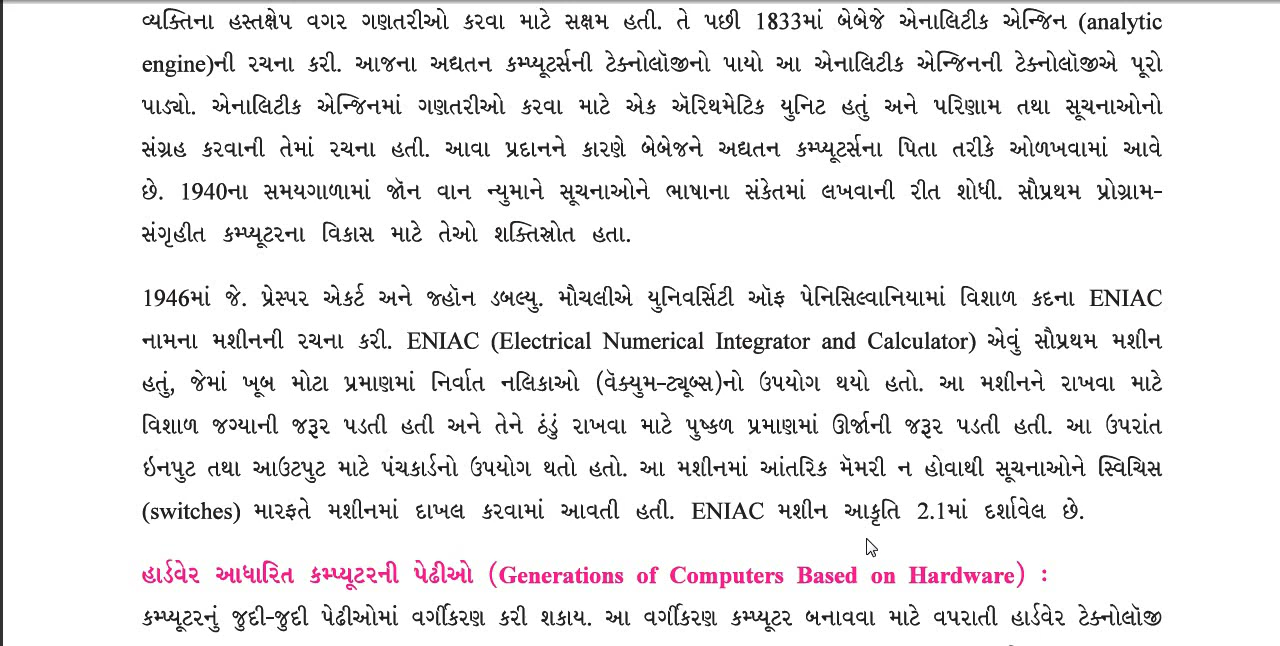 વ્યક્તિના હસ્તક્ષેપ વગર ગણતરીઓ કરવા માટે સક્ષમ હતી. તે પછી 1833માં બેબેજે એનાલિટીક એન્જિન (analytic
engine)ની રચના કરી. આજના અદ્યતન કમ્પ્યૂટર્સની ટેક્નોલૉજીનો પાયો આ એનાલિટીક એન્જિનની ટેક્નોલૉજીએ પૂરો
પાડ્યો. એનાલિટીક એન્જિનમાં ગણતરીઓ કરવા માટે એક ઍરિથમેટિક યુનિટ હતું અને પરિણામ તથા સૂચનાઓનો
સંગ્રહ કરવાની તેમાં રચના હતી. આવા પ્રદાનને કારણે બેબેજને અદ્યતન કમ્પ્યૂટર્સના પિતા તરીકે ઓળખવામાં આવે
છે. 1940ના સમયગાળામાં જૉન વાન ન્યુમાને સૂચનાઓને ભાષાના સંકેતમાં લખવાની રીત શોધી. સૌપ્રથમ પ્રોગ્રામ-
સંગૃહીત કમ્પ્યૂટરના વિકાસ માટે તેઓ શક્તિસ્રોત હતા.
1946માં જે. પ્રેસ્પર એકર્ટ અને જ્હૉન ડબલ્યુ. મૌચલીએ યુનિવર્સિટી ઑફ પેનિસિલ્વાનિયામાં વિશાળ કદના ENIAC
નામના મશીનની રચના કરી. ENIAC (Electrical Numerical Integrator and Calculator) એવું સૌપ્રથમ મશીન
હતું, જેમાં ખૂબ મોટા પ્રમાણમાં નિર્વાત નલિકાઓ (વૅક્યુમ-ટ્યૂબ્સ)નો ઉપયોગ થયો હતો. આ મશીનને રાખવા માટે
વિશાળ જગ્યાની જરૂર પડતી હતી અને તેને ઠંડું રાખવા માટે પુષ્કળ પ્રમાણમાં ઊર્જાની જરૂર પડતી હતી. આ ઉપરાંત
ઇનપુટ તથા આઉટપુટ માટે પંચકાર્ડનો ઉપયોગ થતો હતો. આ મશીનમાં આંતરિક મૅમરી ન હોવાથી સૂચનાઓને સ્વિચિસ
(switches) મારફતે મશીનમાં દાખલ કરવામાં આવતી હતી. ENIAC મશીન આકૃતિ 2.1માં દર્શાવેલ છે.
હાર્ડવેર આધારિત કમ્પ્યૂટરની પેઢીઓ (Generations of Computers Based on Hardware) :
કમ્પ્યૂટરનું જુદી-જુદી પેઢીઓમાં વર્ગીકરણ કરી શકાય. આ વર્ગીકરણ કમ્પ્યૂટર બનાવવા માટે વપરાતી હાર્ડવેર ટેક્નોલૉજી